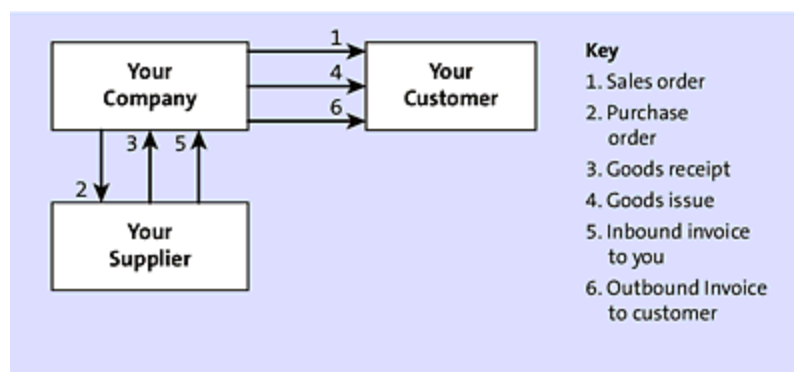 Your
Company
1
4
6
Your
Customer
2
3
5
Your
Supplier
Key
1. Sales order
2. Purchase
order
3. Goods receipt
4. Goods issue
5. Inbound invoice
to you
6. Outbound Invoice
to customer